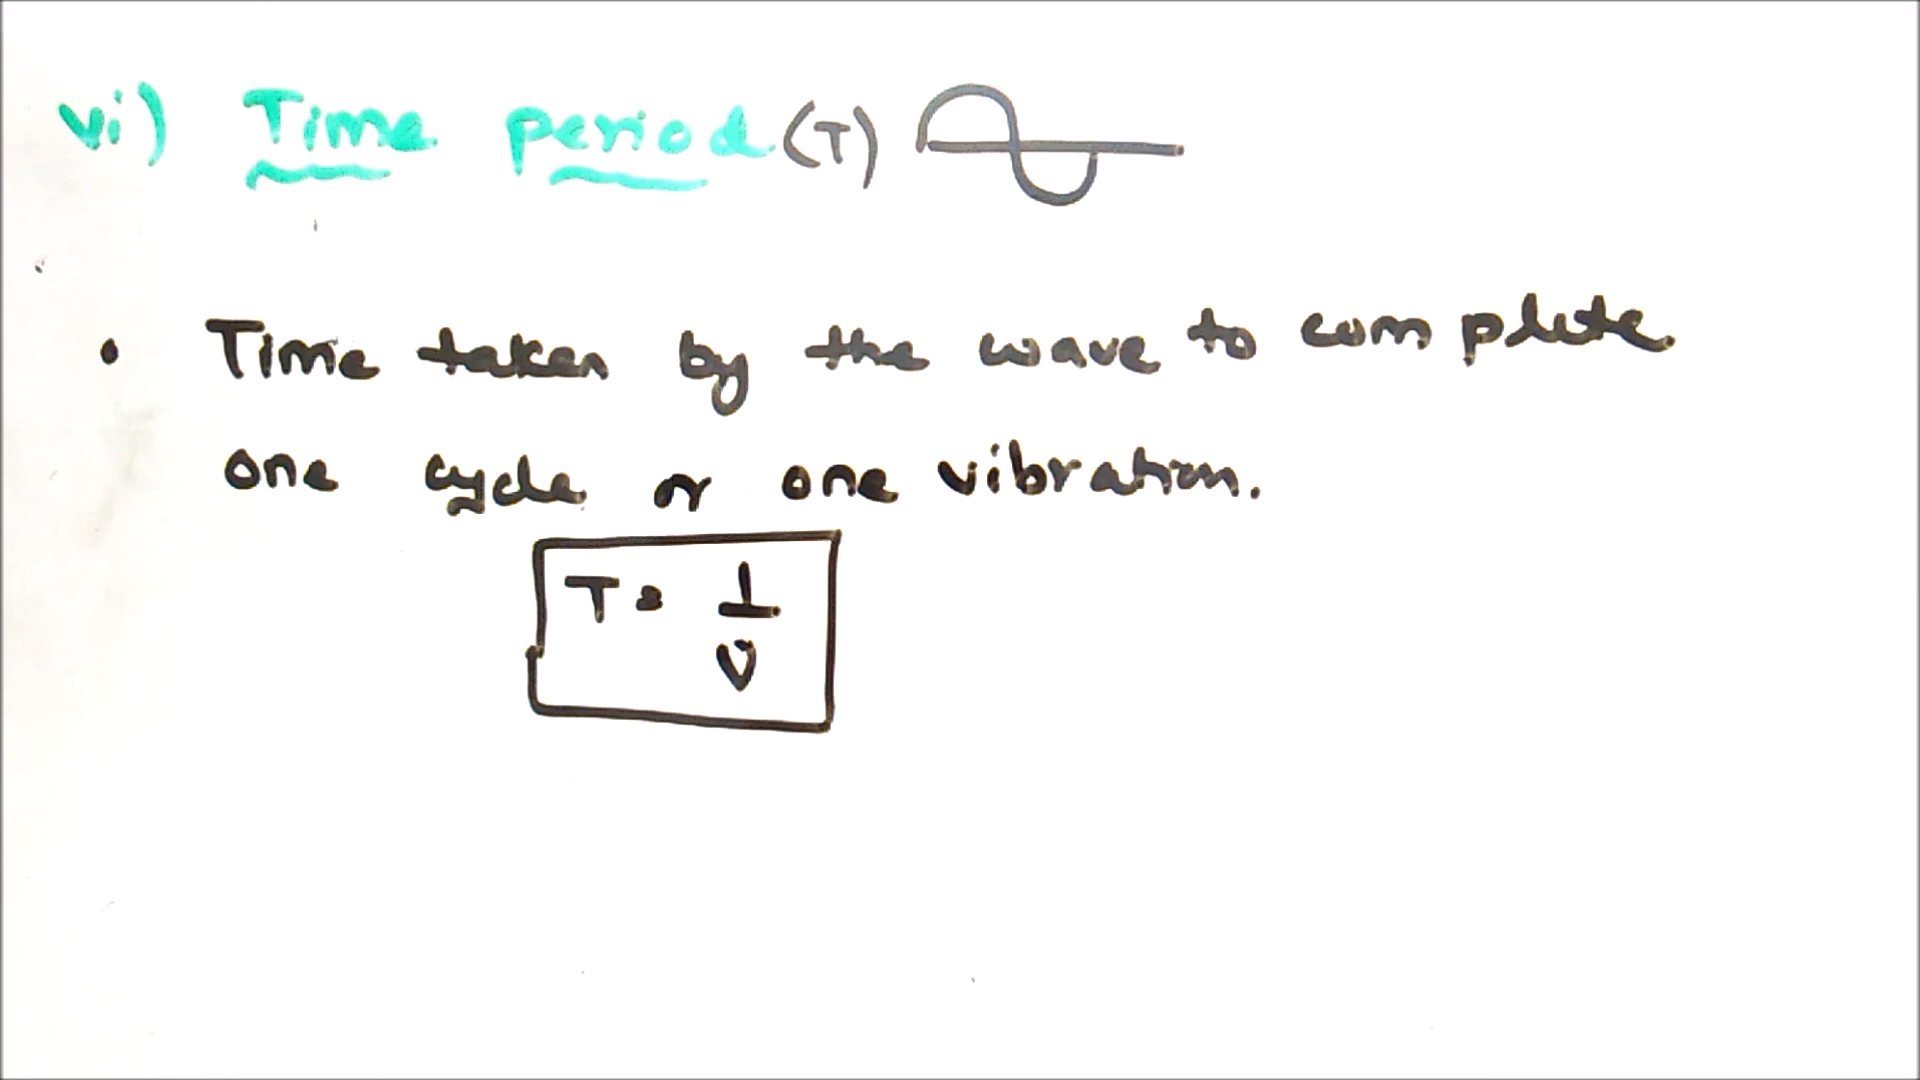 vi) Time period (T)
• Time taken by the wave to complete
one cycle or one vibration.
T = 1/ν